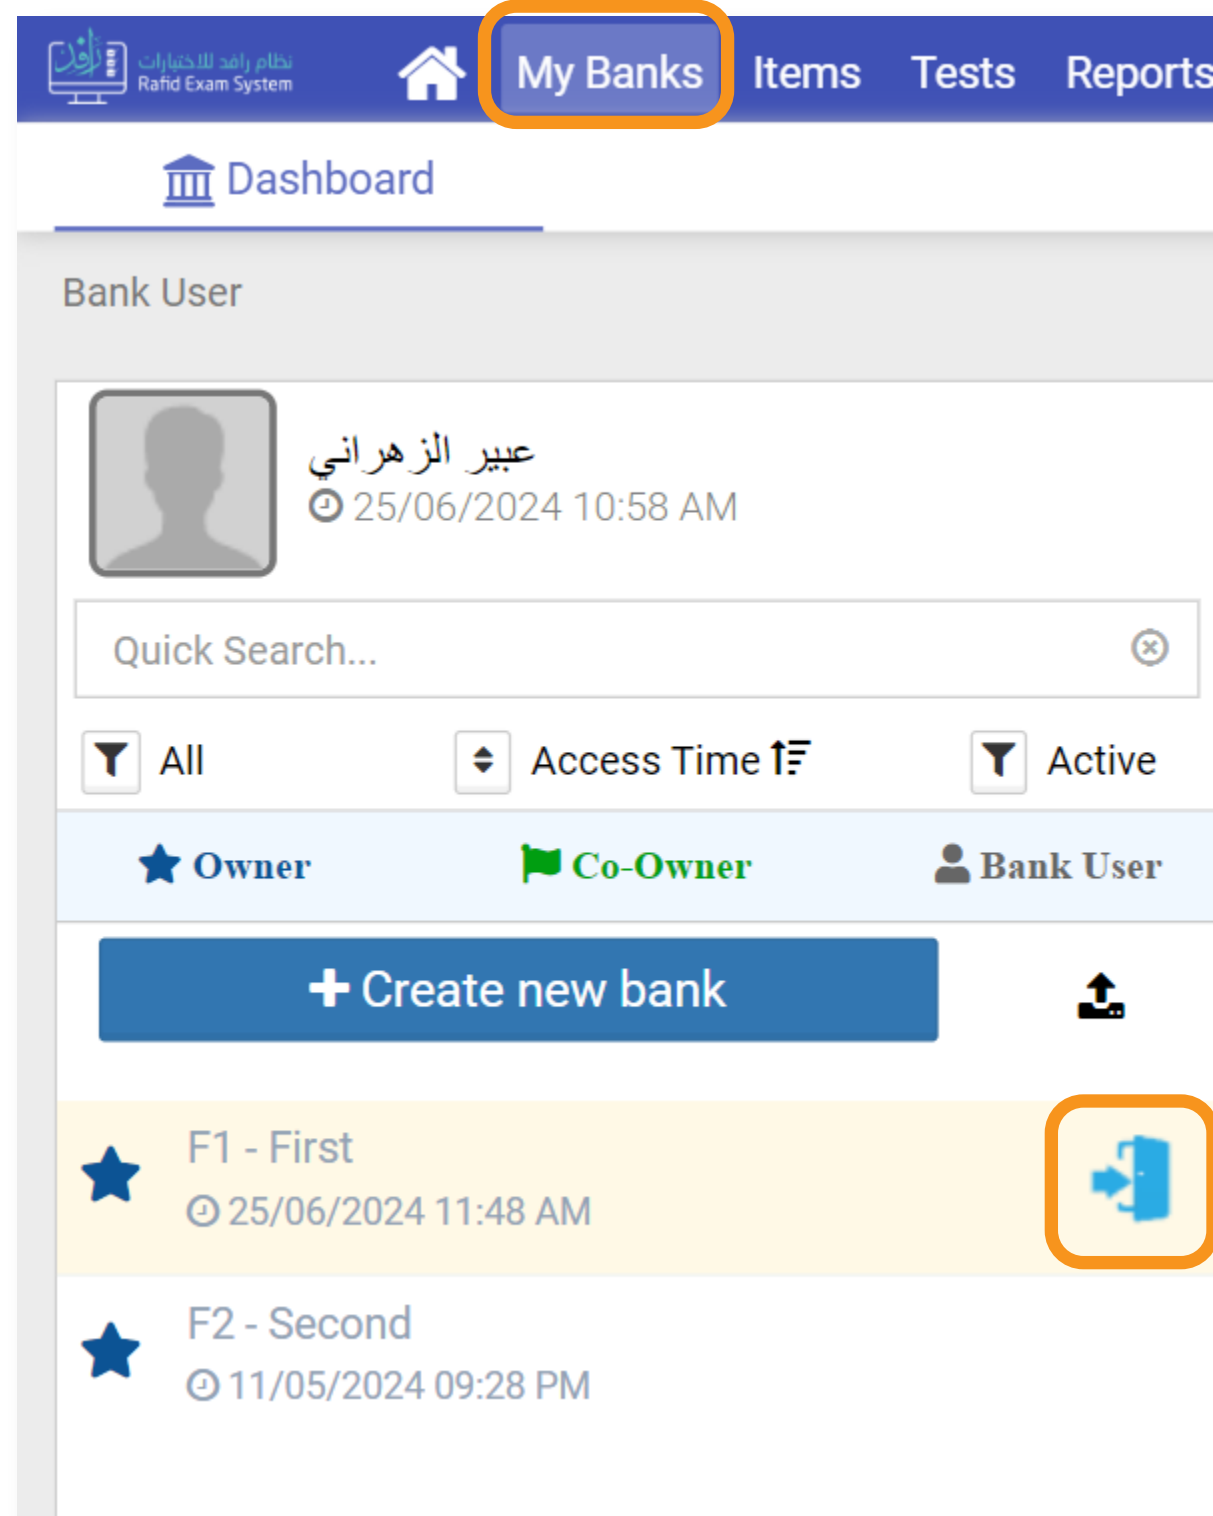 نظام رافد للاختبارات
Rafid Exam System
My Banks Items Tests Reports
Dashboard
Bank User
عبير الزهراني
25/06/2024 10:58 AM
Quick Search...
All Access Time Active
Owner Co-Owner Bank User
Create new bank
F1 - First
25/06/2024 11:48 AM
F2 - Second
11/05/2024 09:28 PM